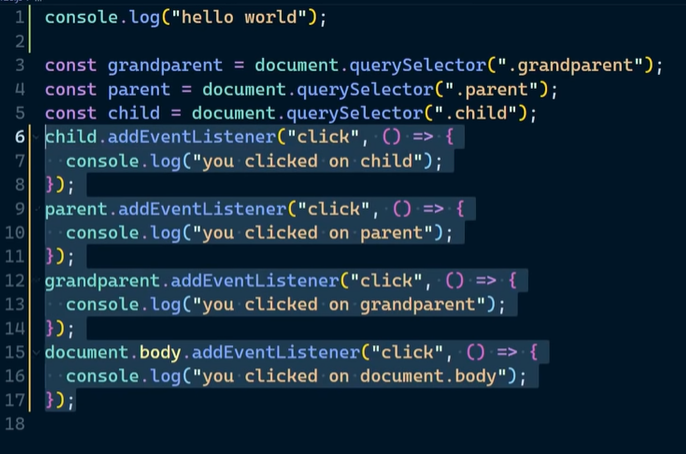 1 console.log("hello world");
2
3 const grandparent = document.querySelector(".grandparent");
4 const parent = document.querySelector(".parent");
5 const child = document.querySelector(".child");
6 child.addEventListener("click", () => {
7   console.log("you clicked on child");
8 });
9 parent.addEventListener("click", () => {
10   console.log("you clicked on parent");
11 });
12 grandparent.addEventListener("click", () => {
13   console.log("you clicked on grandparent");
14 });
15 document.body.addEventListener("click", () => {
16   console.log("you clicked on document.body");
17 });
18